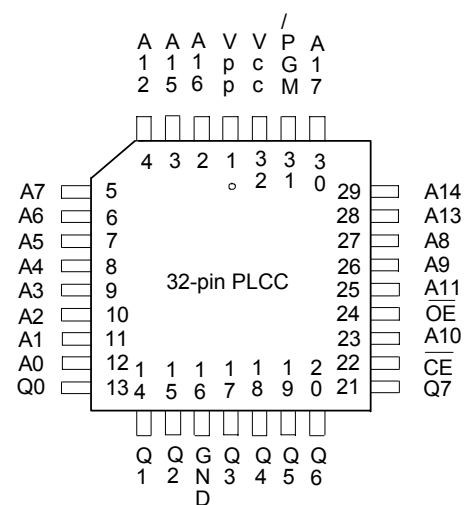 A12 A15 A16 Vpp Vcc /PGM A17
4 3 2 1 32 31 30
A7 5 29 A14
A6 6 28 A13
A5 7 27 A8
A4 8 26 A9
A3 9 32-pin PLCC 25 A11
A2 10 24 OE
A1 11 23 A10
A0 12 22 CE
Q0 13 21 Q7
14 15 16 17 18 19 20
Q1 Q2 GND Q3 Q4 Q5 Q6